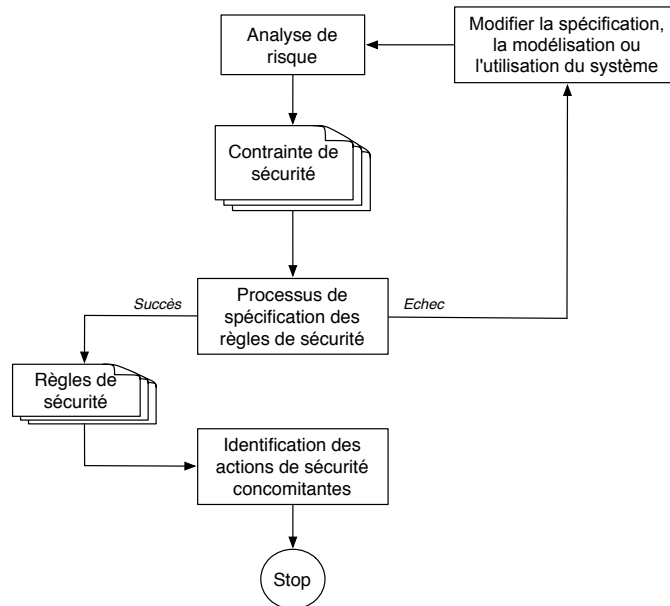 Analyse de
risque
Modifier la spécification,
la modélisation ou
l'utilisation du système
Contrainte de
sécurité
Succès
Processus de
spécification des
règles de sécurité
Echec
Règles de
sécurité
Identification des
actions de sécurité
concomitantes
Stop